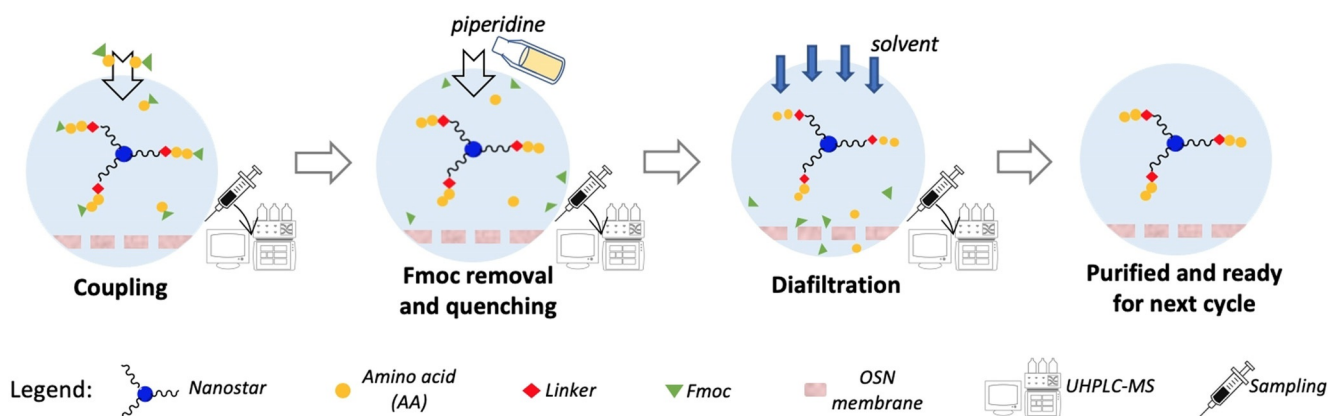 piperidine
solvent
Coupling
Fmoc removal
and quenching
Diafiltration
Purified and ready
for next cycle
Legend:
Nanostar
Amino acid
(AA)
Linker
Fmoc
OSN
membrane
UHPLC-MS
Sampling